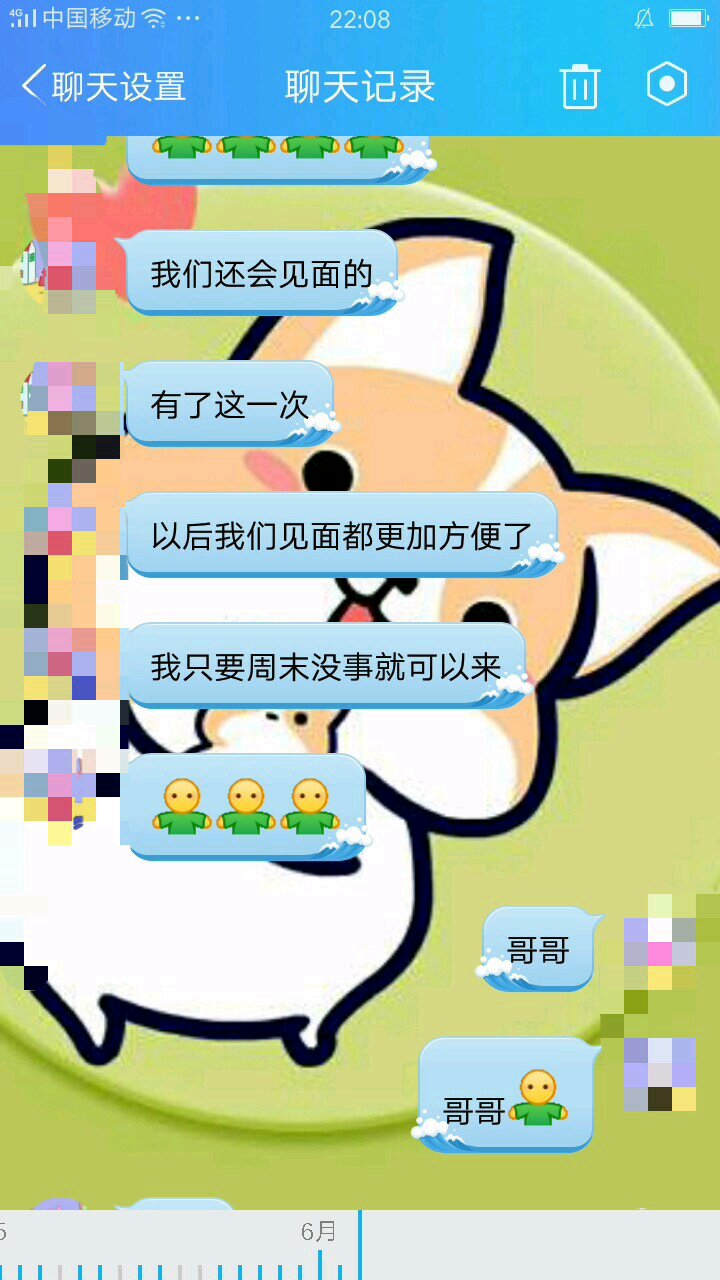 4G 中国移动 22:08
聊天设置 聊天记录
我们还会见面的
有了这一次
以后我们见面都更加方便了
我只要周末没事就可以来
哥哥
哥哥
5 6月